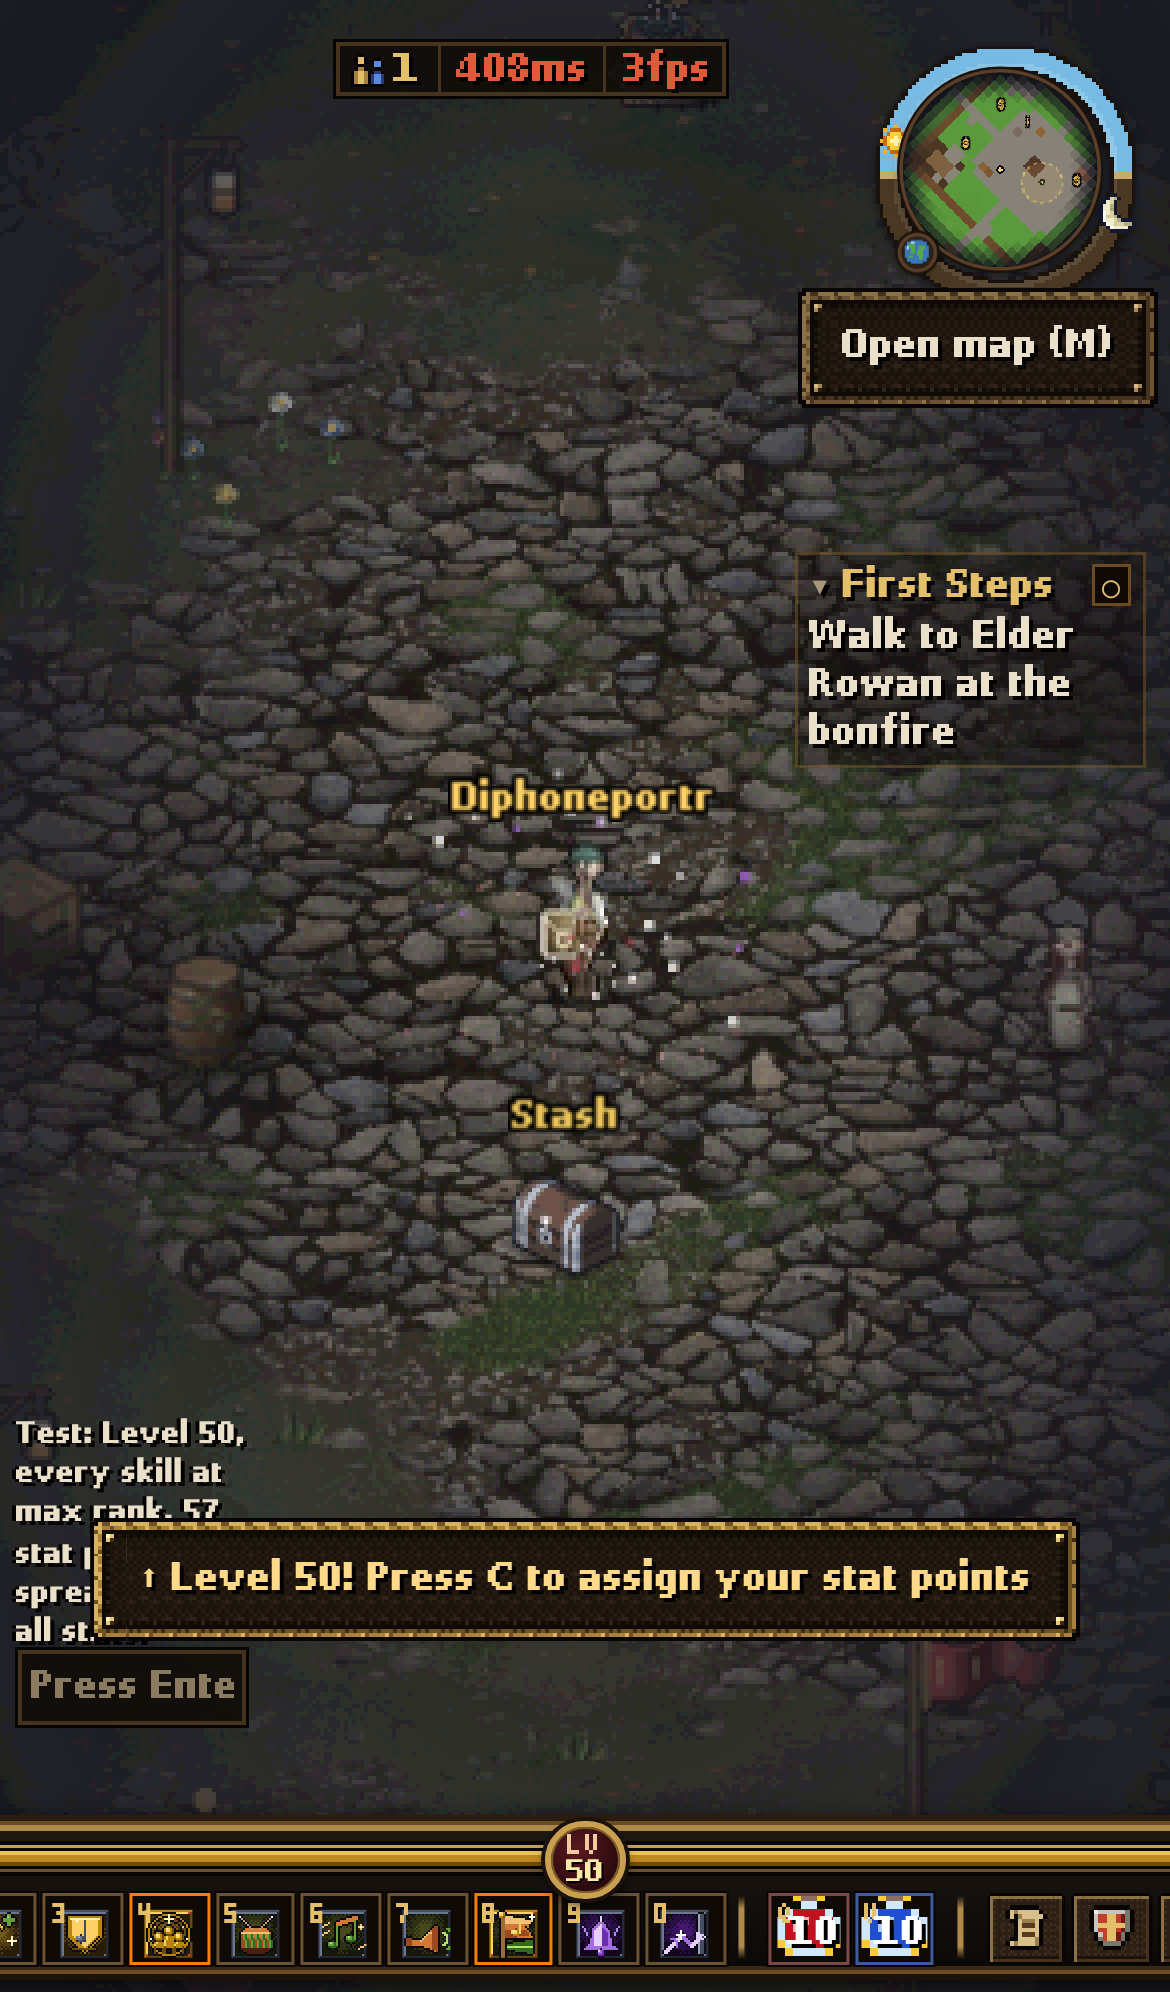 1 408ms 3fps
Open map (M)
First Steps
Walk to Elder
Rowan at the
bonfire
Diphoneportr
Stash
Test: Level 50,
every skill at
max rank. 57
stat
all
↑ Level 50! Press C to assign your stat points
Press Ente
LV
50
3 4 5 6 7 8 9 0 10 10